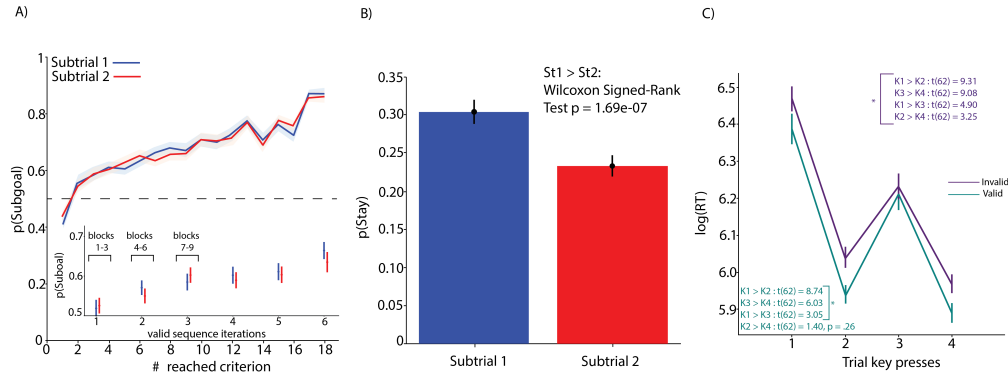 A)
Subtrial 1
Subtrial 2
p(Subgoal)
1
0.8
0.6
0.4
0.2
0
0 2 4 6 8 10 12 14 16 18
# reached criterion
blocks
1-3
blocks
4-6
blocks
7-9
p(Suboal)
0.7
0.6
0.5
1 2 3 4 5 6
valid sequence iterations
B)
p(Stay)
0.35
0.30
0.25
0.20
0.15
0.10
0.05
0
St1 > St2:
Wilcoxon Signed-Rank
Test p = 1.69e-07
Subtrial 1
Subtrial 2
C)
log(RT)
6.5
6.4
6.3
6.2
6.1
6.0
5.9
K1 > K2 : t(62) = 9.31
K3 > K4 : t(62) = 9.08
K1 > K3 : t(62) = 4.90
K2 > K4 : t(62) = 3.25
*
Invalid
Valid
K1 > K2 : t(62) = 8.74
K3 > K4 : t(62) = 6.03
K1 > K3 : t(62) = 3.05
K2 > K4 : t(62) = 1.40, p = .26
*
1 2 3 4
Trial key presses